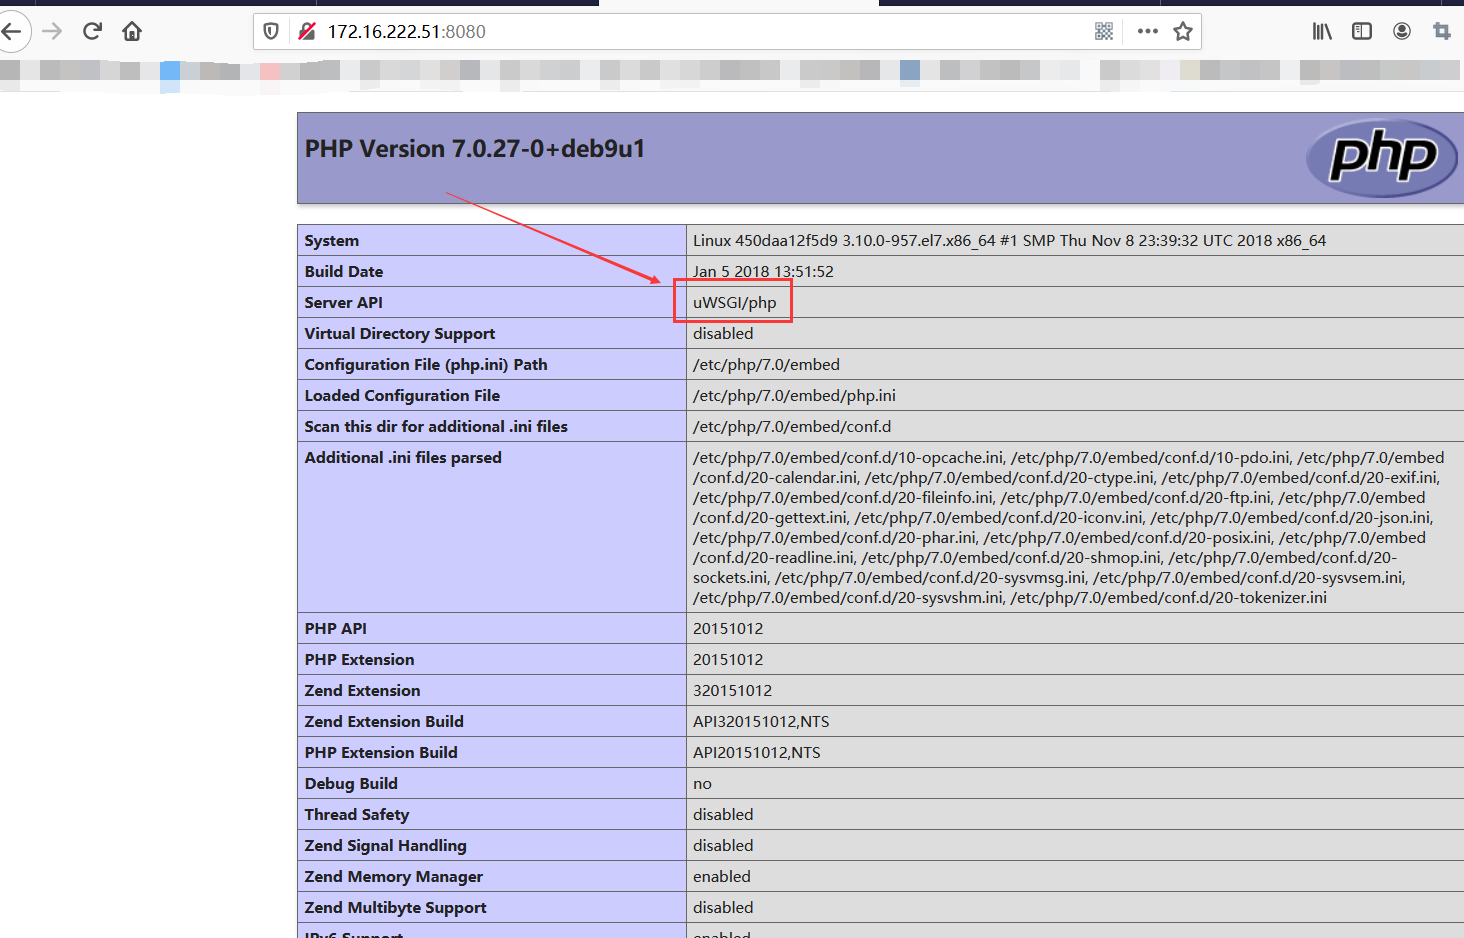 172.16.222.51:8080
PHP Version 7.0.27-0+deb9u1
php
System Linux 450daa12f5d9 3.10.0-957.el7.x86_64 #1 SMP Thu Nov 8 23:39:32 UTC 2018 x86_64
Build Date Jan 5 2018 13:51:52
Server API uWSGI/php
Virtual Directory Support disabled
Configuration File (php.ini) Path /etc/php/7.0/embed
Loaded Configuration File /etc/php/7.0/embed/php.ini
Scan this dir for additional .ini files /etc/php/7.0/embed/conf.d
Additional .ini files parsed /etc/php/7.0/embed/conf.d/10-opcache.ini, /etc/php/7.0/embed/conf.d/10-pdo.ini, /etc/php/7.0/embed
/conf.d/20-calendar.ini, /etc/php/7.0/embed/conf.d/20-ctype.ini, /etc/php/7.0/embed/conf.d/20-exif.ini,
/etc/php/7.0/embed/conf.d/20-fileinfo.ini, /etc/php/7.0/embed/conf.d/20-ftp.ini, /etc/php/7.0/embed
/conf.d/20-gettext.ini, /etc/php/7.0/embed/conf.d/20-iconv.ini, /etc/php/7.0/embed/conf.d/20-json.ini,
/etc/php/7.0/embed/conf.d/20-phar.ini, /etc/php/7.0/embed/conf.d/20-posix.ini, /etc/php/7.0/embed
/conf.d/20-readline.ini, /etc/php/7.0/embed/conf.d/20-shmop.ini, /etc/php/7.0/embed/conf.d/20-
sockets.ini, /etc/php/7.0/embed/conf.d/20-sysvmsg.ini, /etc/php/7.0/embed/conf.d/20-sysvsem.ini,
/etc/php/7.0/embed/conf.d/20-sysvshm.ini, /etc/php/7.0/embed/conf.d/20-tokenizer.ini
PHP API 20151012
PHP Extension 20151012
Zend Extension 320151012
Zend Extension Build API320151012,NTS
PHP Extension Build API20151012,NTS
Debug Build no
Thread Safety disabled
Zend Signal Handling disabled
Zend Memory Manager enabled
Zend Multibyte Support disabled
IPv6 Support enabled